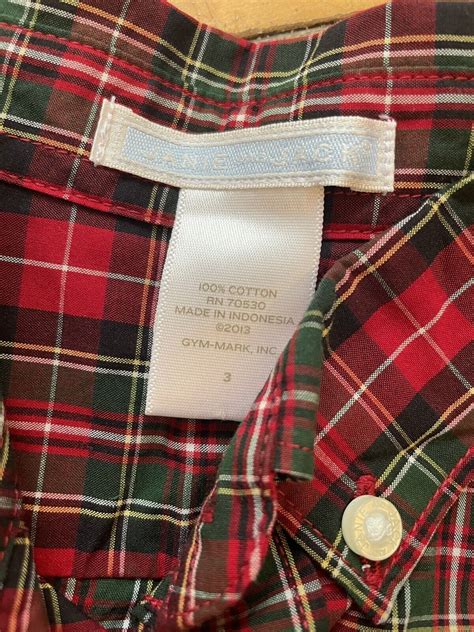 JANIE AND JACK
100% COTTON
RN 70530
MADE IN INDONESIA
©2013
GYM-MARK, INC
3